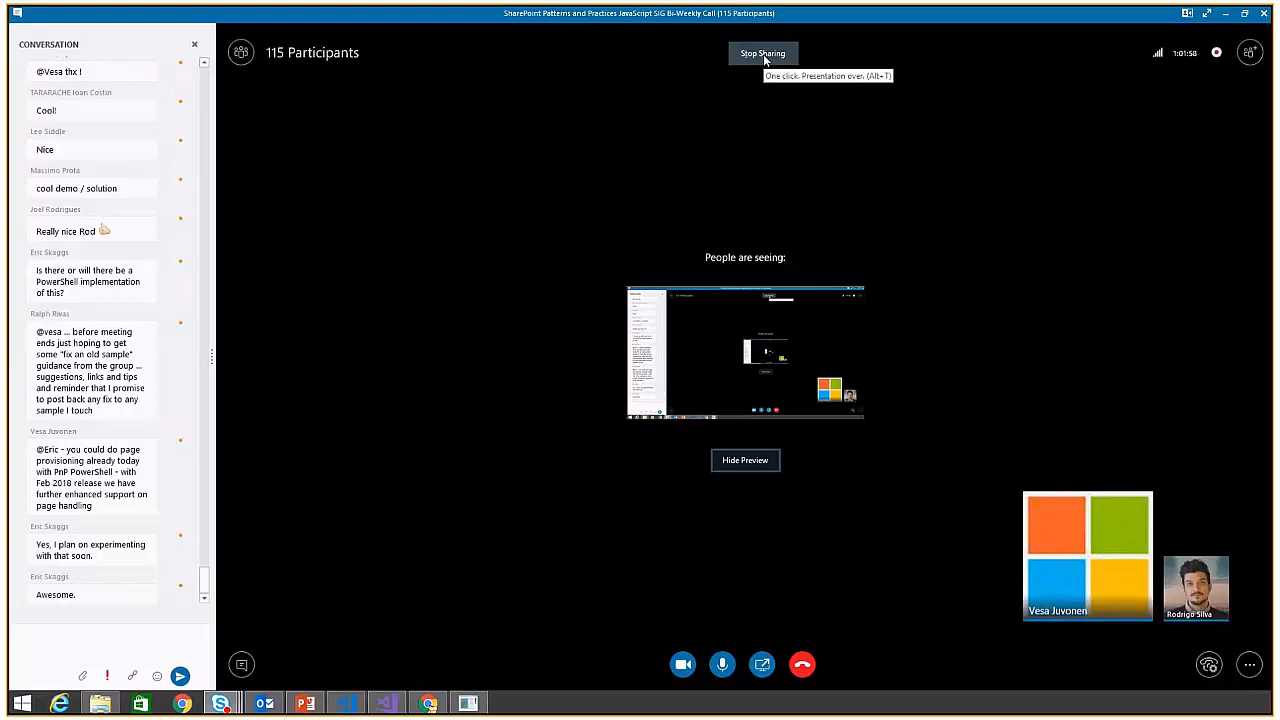 SharePoint Patterns and Practices JavaScript SIG Bi-Weekly Call (115 Participants)
CONVERSATION
@Vesa thx !
TARARACHE Ioan Costin
Cool!
Leo Siddle
Nice
Massimo Prota
cool demo / solution
Joel Rodrigues
Really nice Rod
Eric Skaggs
Is there or will there be a
PowerShell implementation
of this?
Ralph Rivas
@vesa ... before meeting
ends just hoping to get
some "fix an old sample"
guidance from the group ...
suggestions, links and tips
and reminder that I promise
to post back any fix to any
sample I touch
Vesa Juvonen
@Eric - you could do page
provisioning already today
with PnP PowerShell - with
Feb 2018 release we have
further enhanced support on
page handling
Eric Skaggs
Yes, I plan on experimenting
with that soon.
Eric Skaggs
Awesome.
115 Participants
Stop Sharing
One click. Presentation over. (Alt+T)
1:01:58
People are seeing:
Hide Preview
Vesa Juvonen
Rodrigo Silva